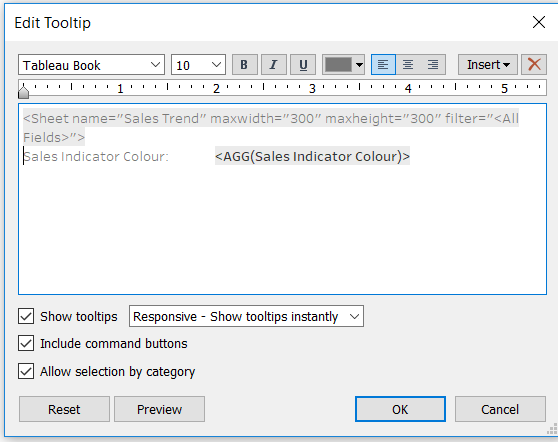 Edit Tooltip
Tableau Book 10 B I U Insert
1 2 3 4 5
<Sheet name="Sales Trend" maxwidth="300" maxheight="300" filter="<All
Fields>">
Sales Indicator Colour: <AGG(Sales Indicator Colour)>
Show tooltips Responsive - Show tooltips instantly
Include command buttons
Allow selection by category
Reset Preview OK Cancel